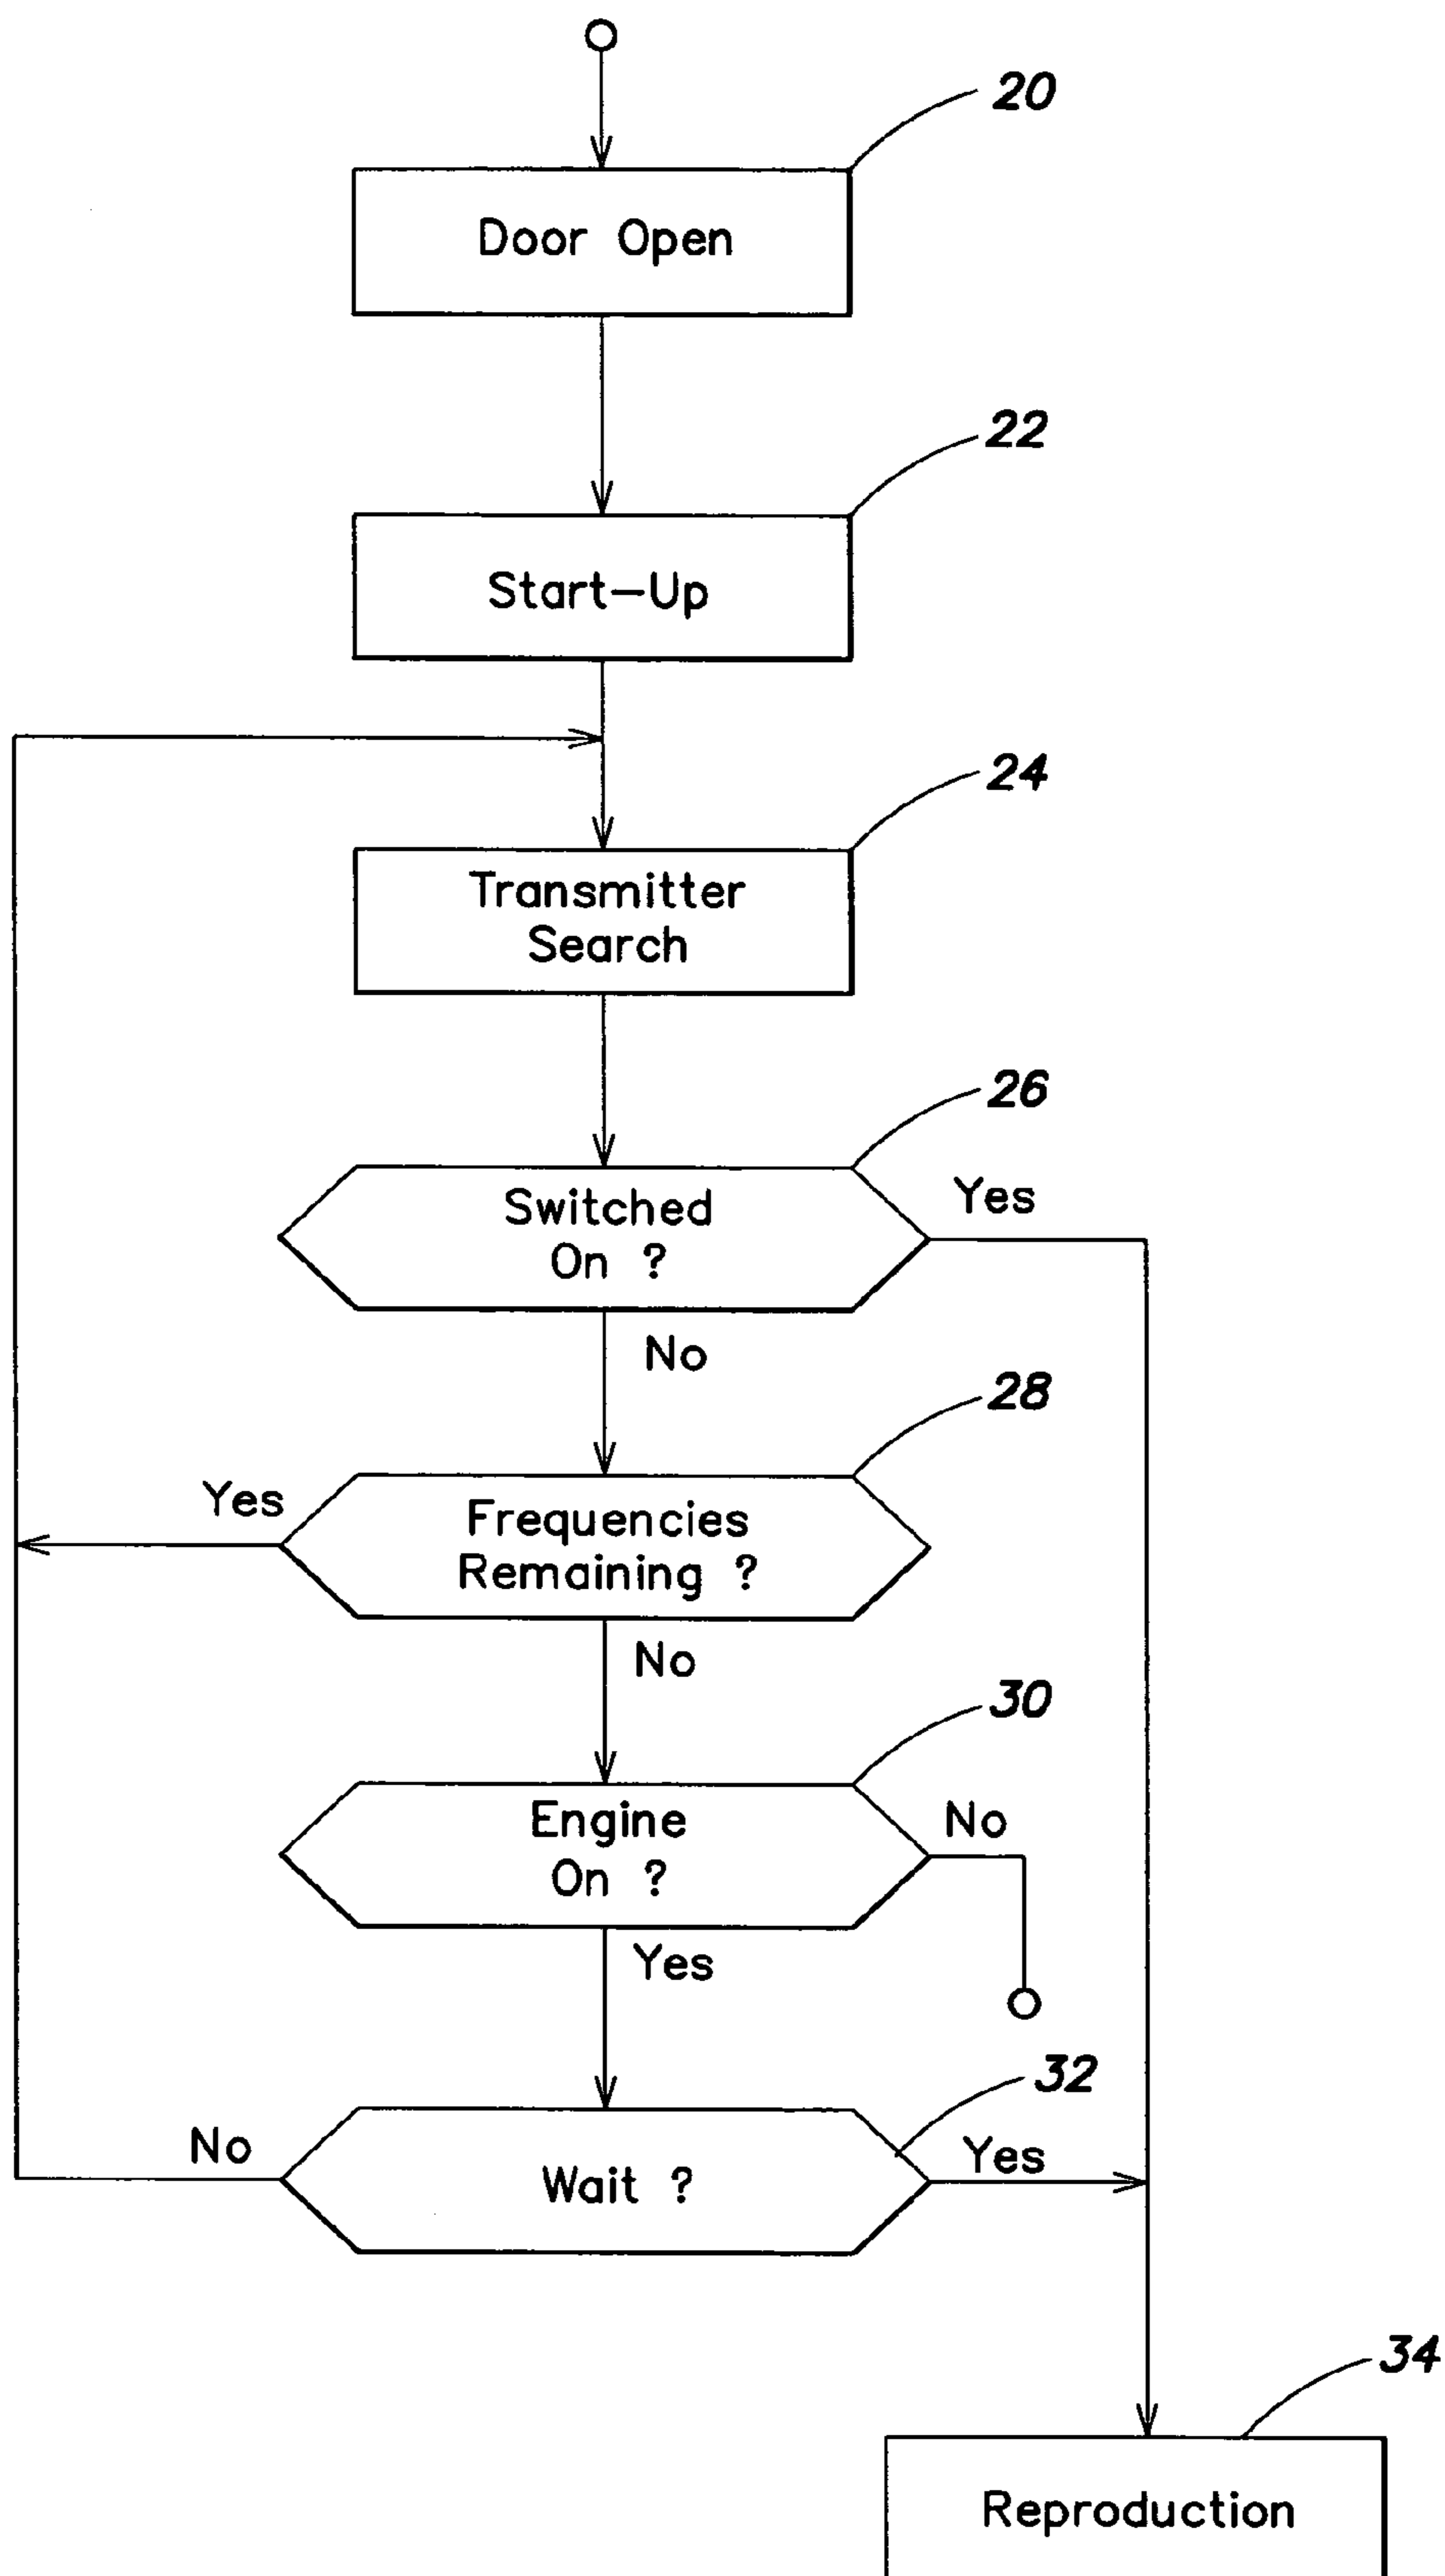 20
Door Open
22
Start-Up
24
Transmitter
Search
26
Switched
On ?
Yes
No
28
Yes
Frequencies
Remaining ?
No
30
Engine
On ?
No
Yes
32
No
Wait ?
Yes
34
Reproduction